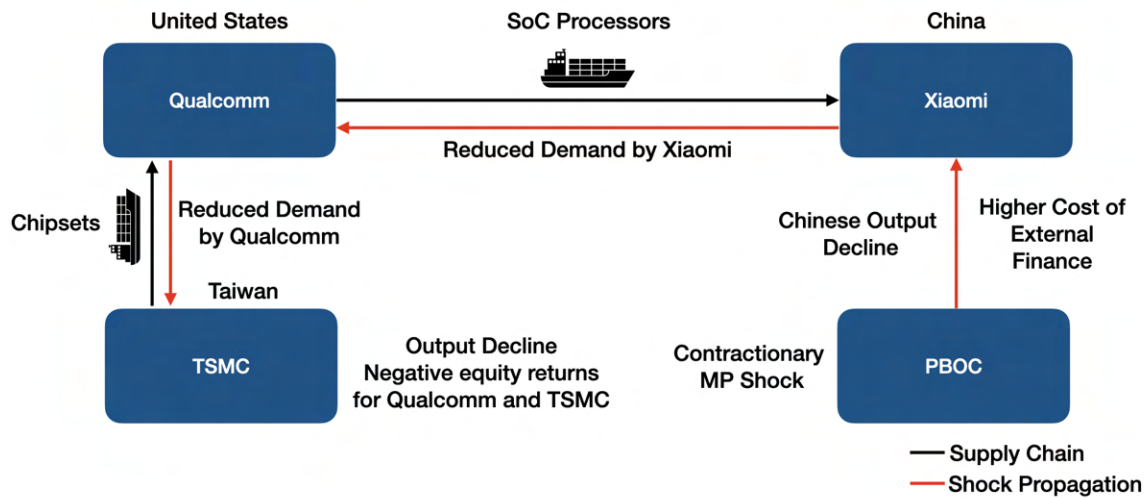 United States
SoC Processors
China
Qualcomm
Xiaomi
Reduced Demand by Xiaomi
Chipsets
Reduced Demand
by Qualcomm
Chinese Output
Decline
Higher Cost of
External
Finance
Taiwan
TSMC
Output Decline
Negative equity returns
for Qualcomm and TSMC
Contractionary
MP Shock
PBOC
Supply Chain
Shock Propagation